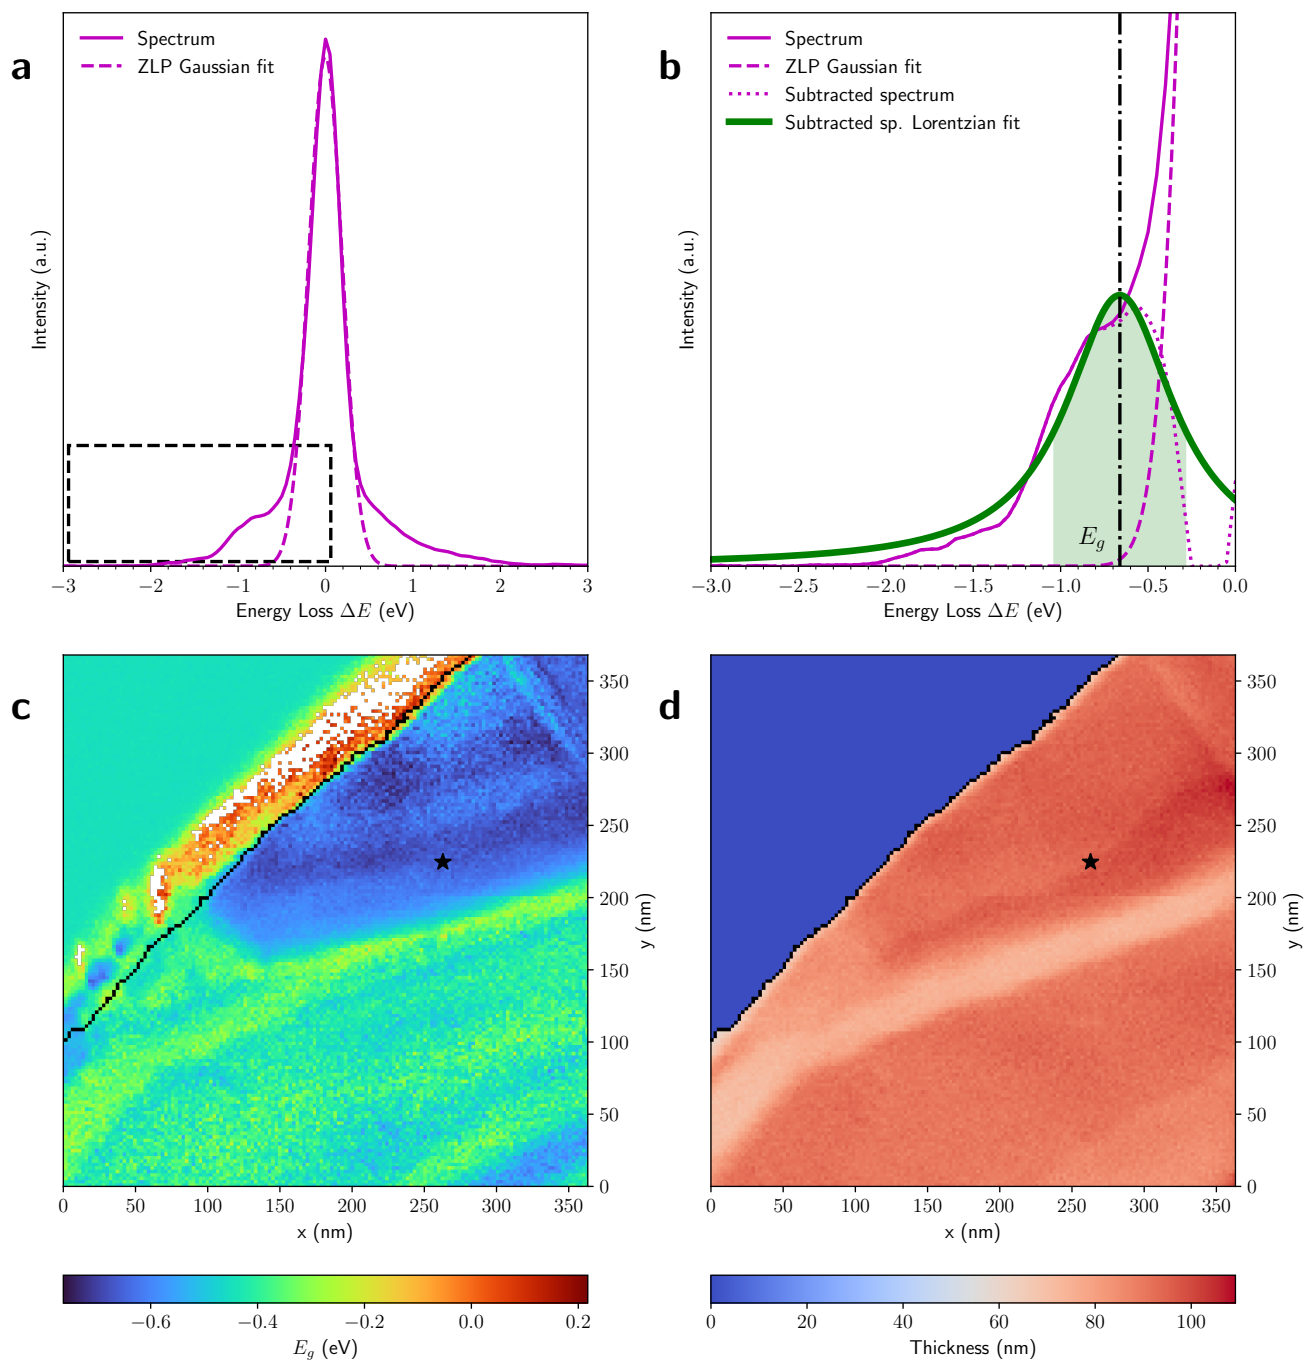 a
Spectrum
ZLP Gaussian fit
Intensity (a.u.)
−3 −2 −1 0 1 2 3
Energy Loss ΔE (eV)
b
Spectrum
ZLP Gaussian fit
Subtracted spectrum
Subtracted sp. Lorentzian fit
E_g
Intensity (a.u.)
−3.0 −2.5 −2.0 −1.5 −1.0 −0.5 0.0
Energy Loss ΔE (eV)
c
350
300
250
200
150
100
50
0
y (nm)
0 50 100 150 200 250 300 350
x (nm)
−0.6 −0.4 −0.2 0.0 0.2
E_g (eV)
d
350
300
250
200
150
100
50
0
y (nm)
0 50 100 150 200 250 300 350
x (nm)
0 20 40 60 80 100
Thickness (nm)